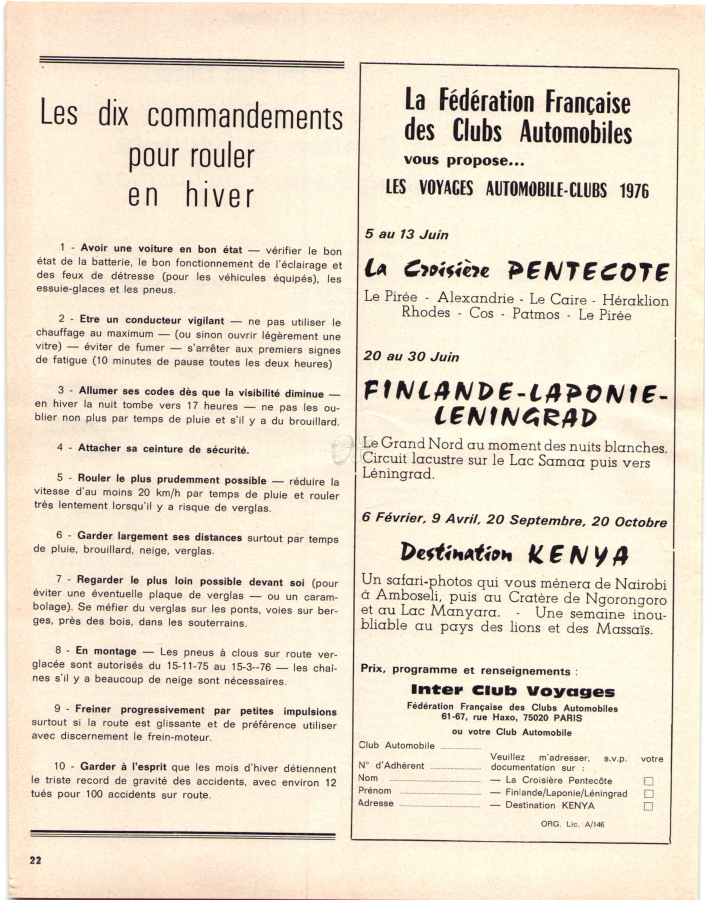 Les dix commandements
pour rouler
en hiver
1 - Avoir une voiture en bon état — vérifier le bon
état de la batterie, le bon fonctionnement de l'éclairage et
des feux de détresse (pour les véhicules équipés), les
essuie-glaces et les pneus.
2 - Etre un conducteur vigilant — ne pas utiliser le
chauffage au maximum — (ou sinon ouvrir légèrement une
vitre) — éviter de fumer — s'arrêter aux premiers signes
de fatigue (10 minutes de pause toutes les deux heures)
3 - Allumer ses codes dès que la visibilité diminue —
en hiver la nuit tombe vers 17 heures — ne pas les ou-
blier non plus par temps de pluie et s'il y a du brouillard.
4 - Attacher sa ceinture de sécurité.
5 - Rouler le plus prudemment possible — réduire la
vitesse d'au moins 20 km/h par temps de pluie et rouler
très lentement lorsqu'il y a risque de verglas.
6 - Garder largement ses distances surtout par temps
de pluie, brouillard, neige, verglas.
7 - Regarder le plus loin possible devant soi (pour
éviter une éventuelle plaque de verglas — ou un caram-
bolage). Se méfier du verglas sur les ponts, voies sur ber-
ges, près des bois, dans les souterrains.
8 - En montage — Les pneus à clous sur route ver-
glacée sont autorisés du 15-11-75 au 15-3--76 — les chaî-
nes s'il y a beaucoup de neige sont nécessaires.
9 - Freiner progressivement par petites impulsions
surtout si la route est glissante et de préférence utiliser
avec discernement le frein-moteur.
10 - Garder à l'esprit que les mois d'hiver détiennent
le triste record de gravité des accidents, avec environ 12
tués pour 100 accidents sur route.
22
La Fédération Française
des Clubs Automobiles
vous propose...
LES VOYAGES AUTOMOBILE-CLUBS 1976
5 au 13 Juin
La Croisière PENTECOTE
Le Pirée - Alexandrie - Le Caire - Héraklion
Rhodes - Cos - Patmos - Le Pirée
20 au 30 Juin
FINLANDE-LAPONIE-
LENINGRAD
Le Grand Nord au moment des nuits blanches.
Circuit lacustre sur le Lac Samaa puis vers
Léningrad.
6 Février, 9 Avril, 20 Septembre, 20 Octobre
Destination KENYA
Un safari-photos qui vous ménera de Nairobi
à Amboseli, puis au Cratère de Ngorongoro
et au Lac Manyara. - Une semaine inou-
bliable au pays des lions et des Massaïs.
Prix, programme et renseignements :
Inter Club Voyages
Fédération Française des Clubs Automobiles
61-67, rue Haxo, 75020 PARIS
ou votre Club Automobile
Club Automobile
N° d'Adhérent
Nom
Prénom
Adresse
Veuillez m'adresser, s.v.p. votre
documentation sur :
— La Croisière Pentecôte
— Finlande/Laponie/Léningrad
— Destination KENYA
ORG. Lic. A/146